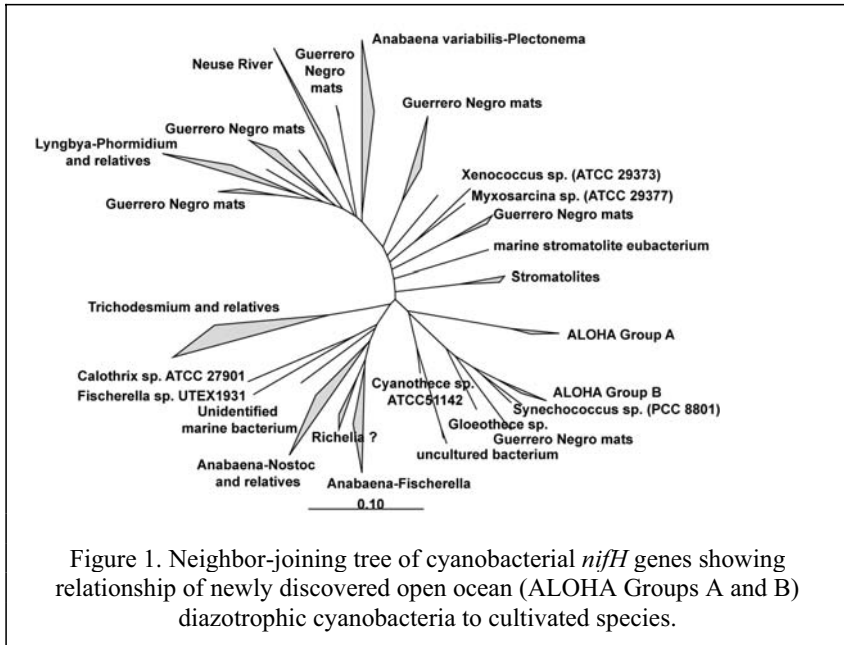 Anabaena variabilis-Plectonema
Neuse River
Guerrero
Negro
mats
Guerrero Negro mats
Guerrero Negro mats
Lyngbya-Phormidium
and relatives
Guerrero Negro mats
Xenococcus sp. (ATCC 29373)
Myxosarcina sp. (ATCC 29377)
Guerrero Negro mats
marine stromatolite eubacterium
Stromatolites
Trichodesmium and relatives
ALOHA Group A
Calothrix sp. ATCC 27901
Fischerella sp. UTEX1931
Unidentified
marine bacterium
Richelia ?
Anabaena-Nostoc
and relatives
Anabaena-Fischerella
Cyanothece sp.
ATCC51142
ALOHA Group B
Synechococcus sp. (PCC 8801)
Gloeothece sp.
Guerrero Negro mats
uncultured bacterium
0.10
Figure 1. Neighbor-joining tree of cyanobacterial nifH genes showing
relationship of newly discovered open ocean (ALOHA Groups A and B)
diazotrophic cyanobacteria to cultivated species.